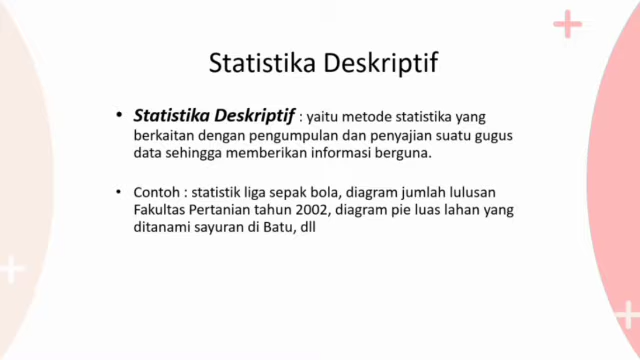 Statistika Deskriptif
• Statistika Deskriptif : yaitu metode statistika yang
berkaitan dengan pengumpulan dan penyajian suatu gugus
data sehingga memberikan informasi berguna.
• Contoh : statistik liga sepak bola, diagram jumlah lulusan
Fakultas Pertanian tahun 2002, diagram pie luas lahan yang
ditanami sayuran di Batu, dll